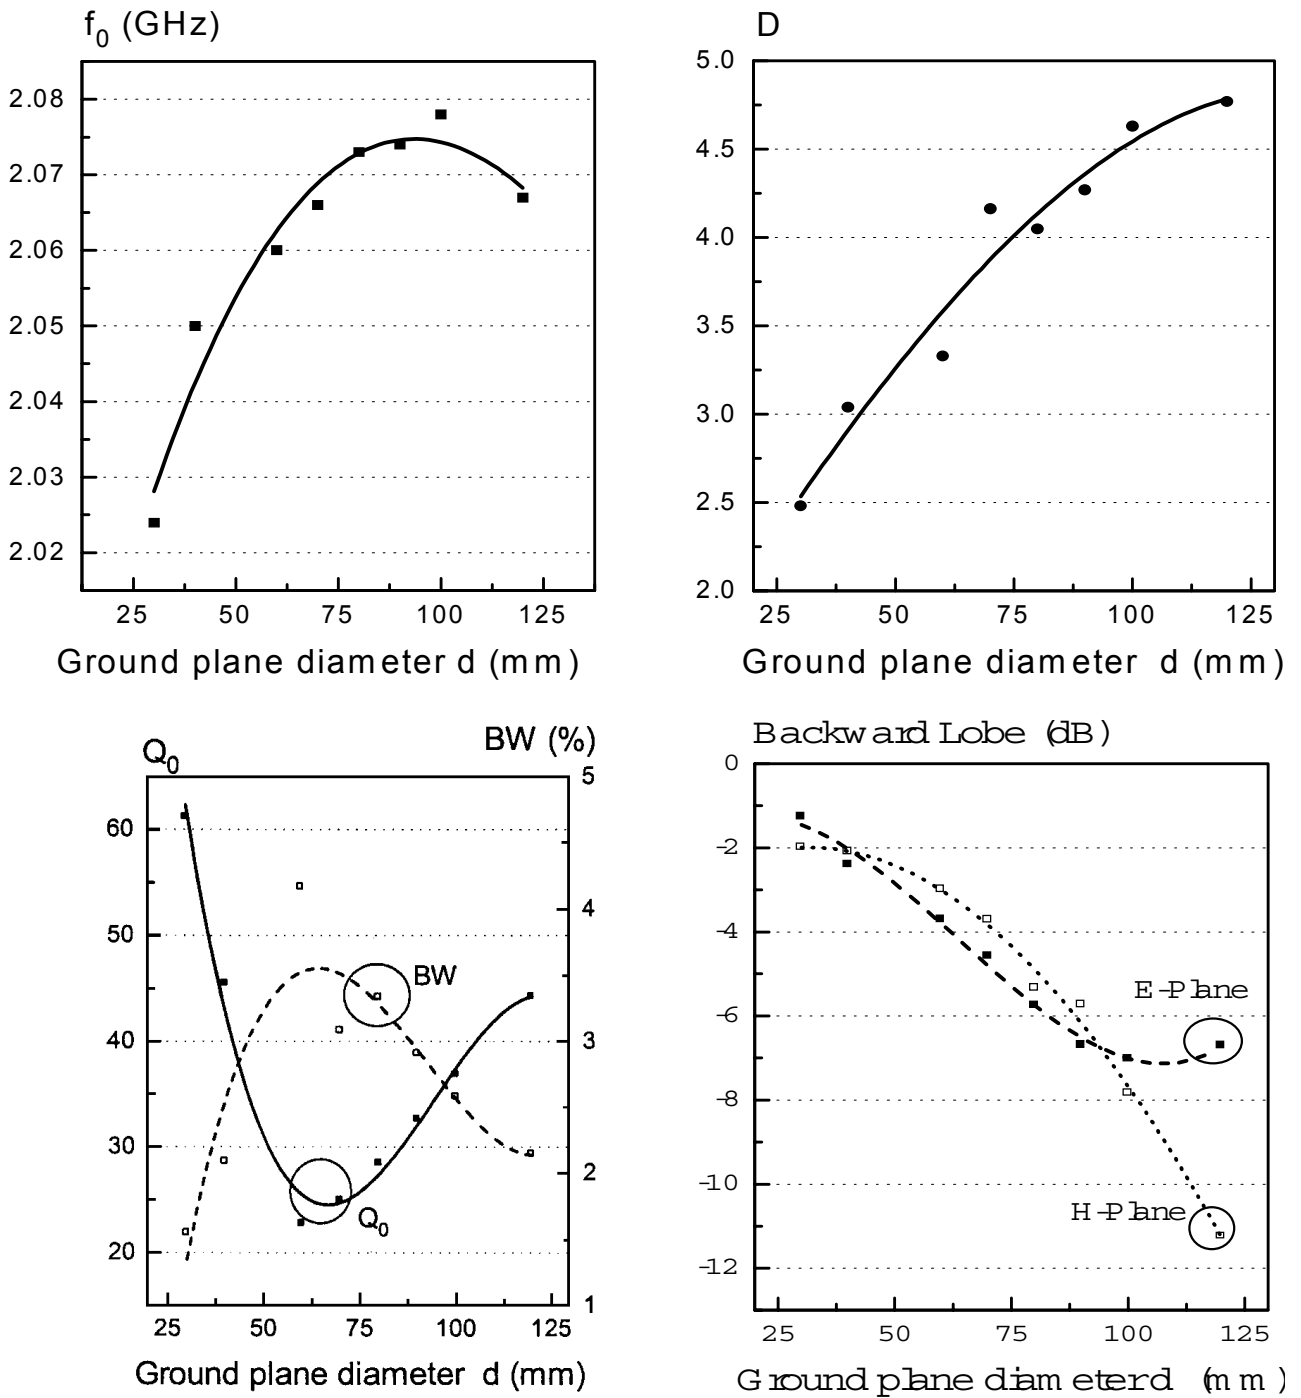 f0 (GHz)
2.08
2.07
2.06
2.05
2.04
2.03
2.02
25 50 75 100 125
Ground plane diameter d (mm)
D
5.0
4.5
4.0
3.5
3.0
2.5
2.0
25 50 75 100 125
Ground plane diameter d (mm)
Q0
BW (%)
60
50
40
30
20
5
4
3
2
1
BW
Q0
25 50 75 100 125
Ground plane diameter d (mm)
Backward Lobe (dB)
0
-2
-4
-6
-8
-10
-12
E-Plane
H-Plane
25 50 75 100 125
Ground plane diameter d (mm)